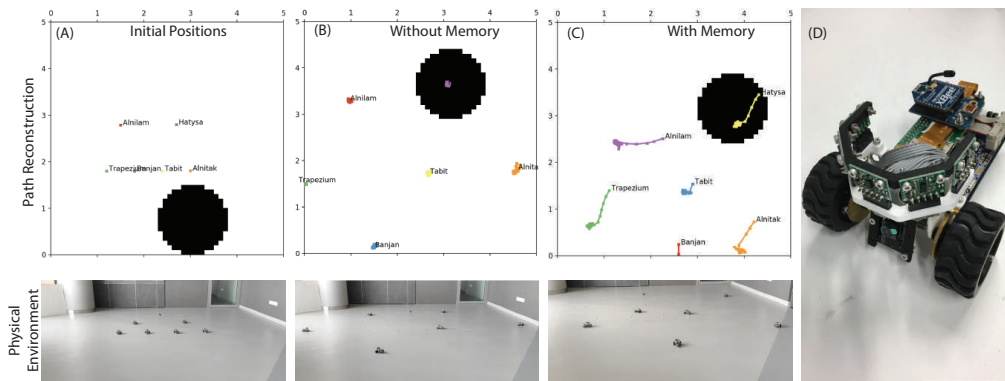 (A) Initial Positions
0 1 2 3 4 5
5
4
3
2
1
0
Alnilam
Hatysa
Trapezium
Banjan
Tabit
Alnitak
(B) Without Memory
0 1 2 3 4 5
5
4
3
2
1
0
Alnilam
Tabit
Alnita
Trapezium
Banjan
(C) With Memory
0 1 2 3 4 5
5
4
3
2
1
0
Hatysa
Alnilam
Tabit
Trapezium
Alnitak
Banjan
(D)
XBee
Path Reconstruction
Physical
Environment